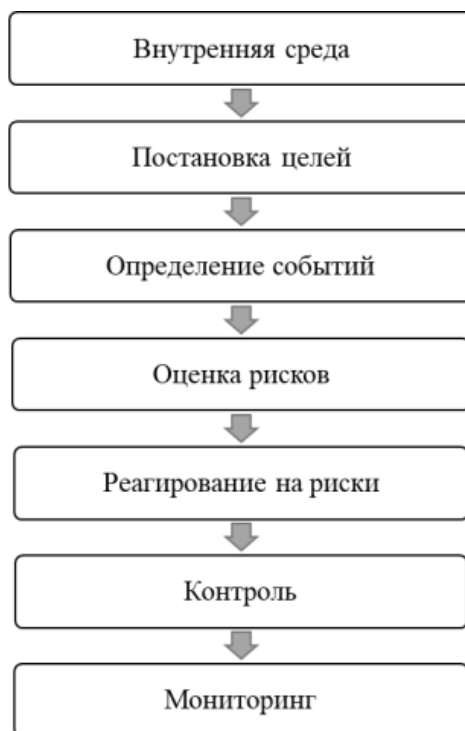 Внутренняя среда
Постановка целей
Определение событий
Оценка рисков
Реагирование на риски
Контроль
Мониторинг